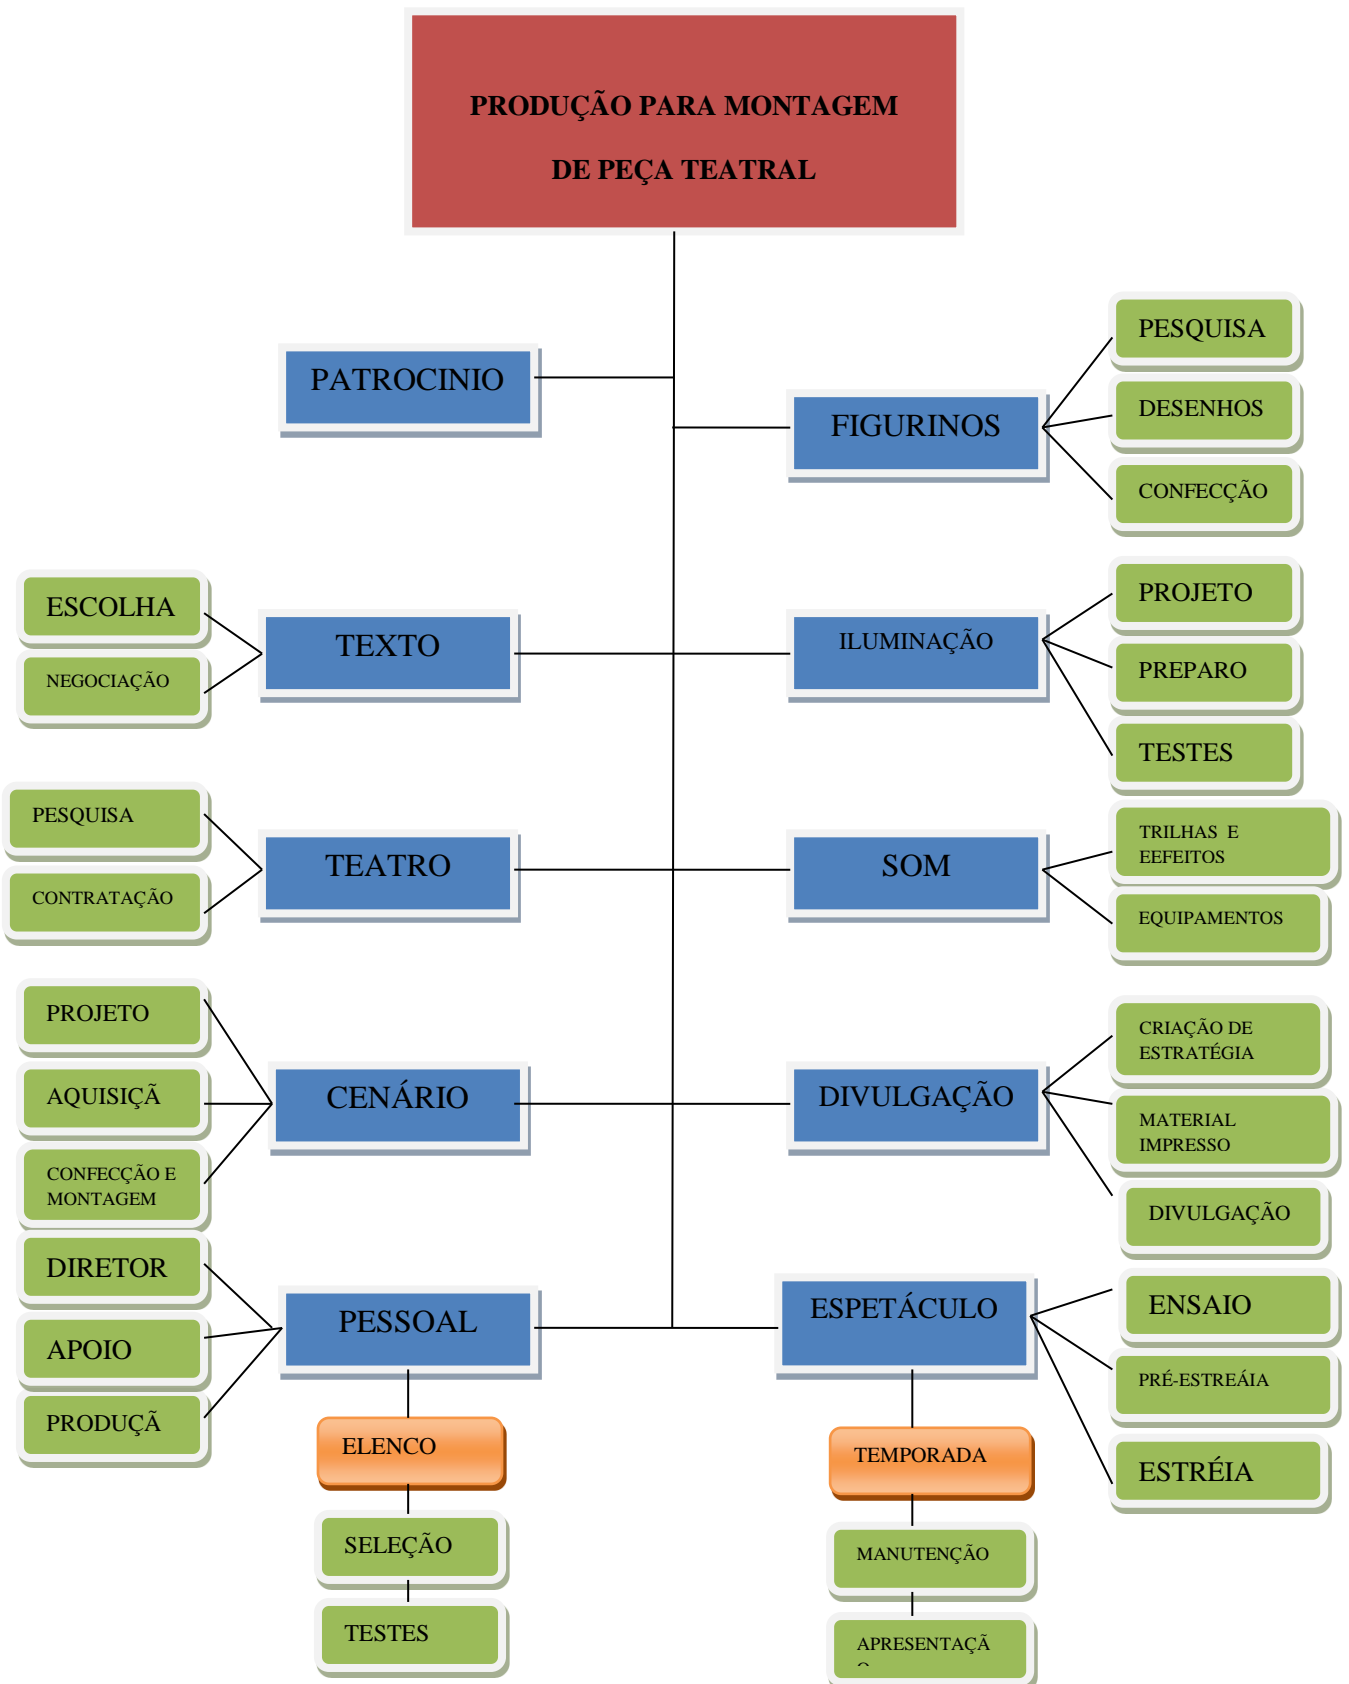 PRODUÇÃO PARA MONTAGEM
DE PEÇA TEATRAL
PATROCINIO
FIGURINOS
PESQUISA
DESENHOS
CONFECÇÃO
ESCOLHA
NEGOCIAÇÃO
TEXTO
ILUMINAÇÃO
PROJETO
PREPARO
TESTES
PESQUISA
CONTRATAÇÃO
TEATRO
SOM
TRILHAS E
EEFEITOS
EQUIPAMENTOS
PROJETO
AQUISIÇÃ
CONFECÇÃO E
MONTAGEM
CENÁRIO
DIVULGAÇÃO
CRIAÇÃO DE
ESTRATÉGIA
MATERIAL
IMPRESSO
DIVULGAÇÃO
DIRETOR
APOIO
PRODUÇÃ
PESSOAL
ESPETÁCULO
ENSAIO
PRÉ-ESTREÁIA
ESTRÉIA
ELENCO
SELEÇÃO
TESTES
TEMPORADA
MANUTENÇÃO
APRESENTAÇÃ